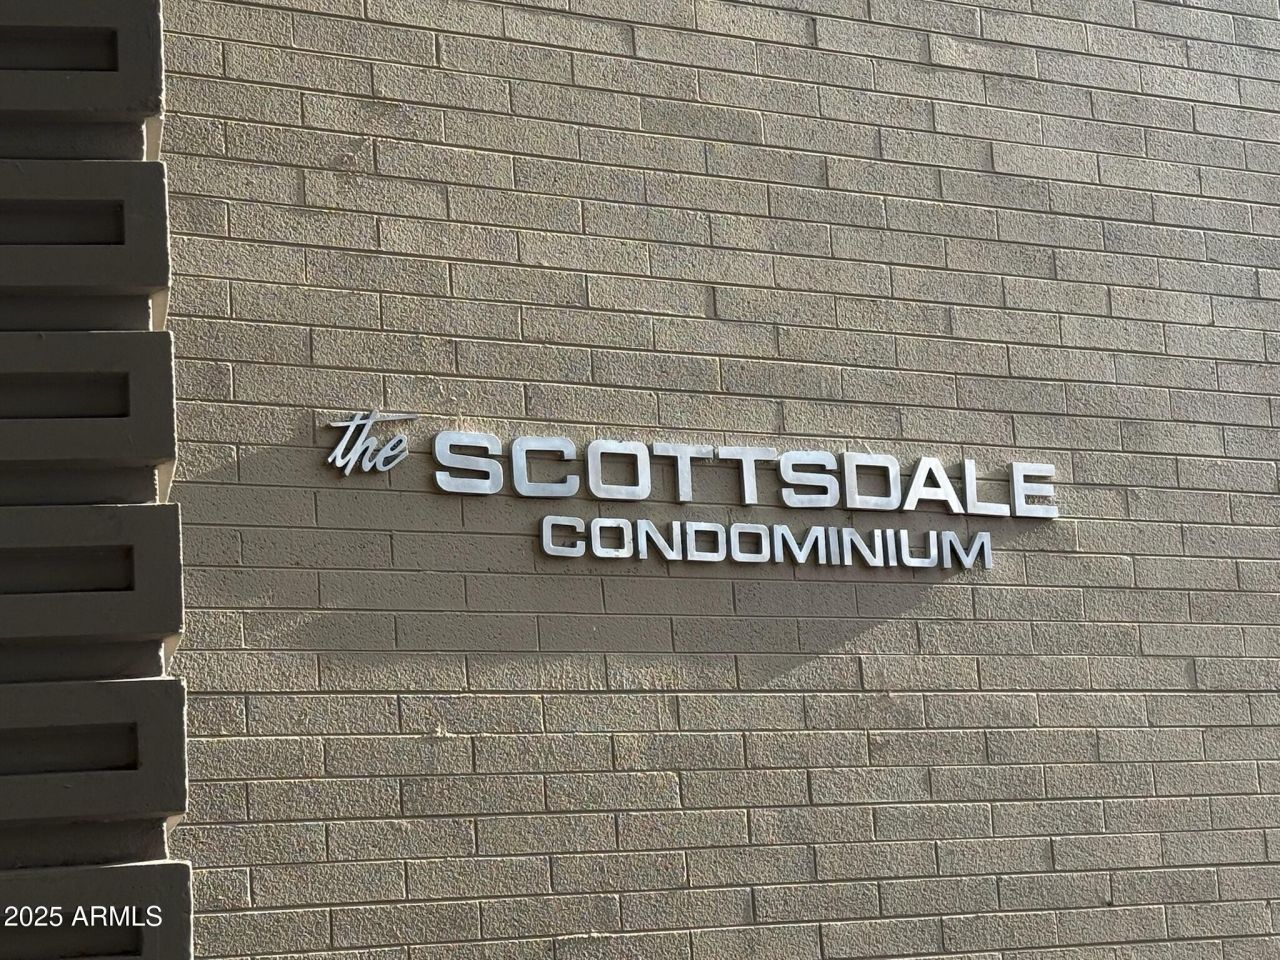 the SCOTTSDALE
CONDOMINIUM
2025 ARMLS